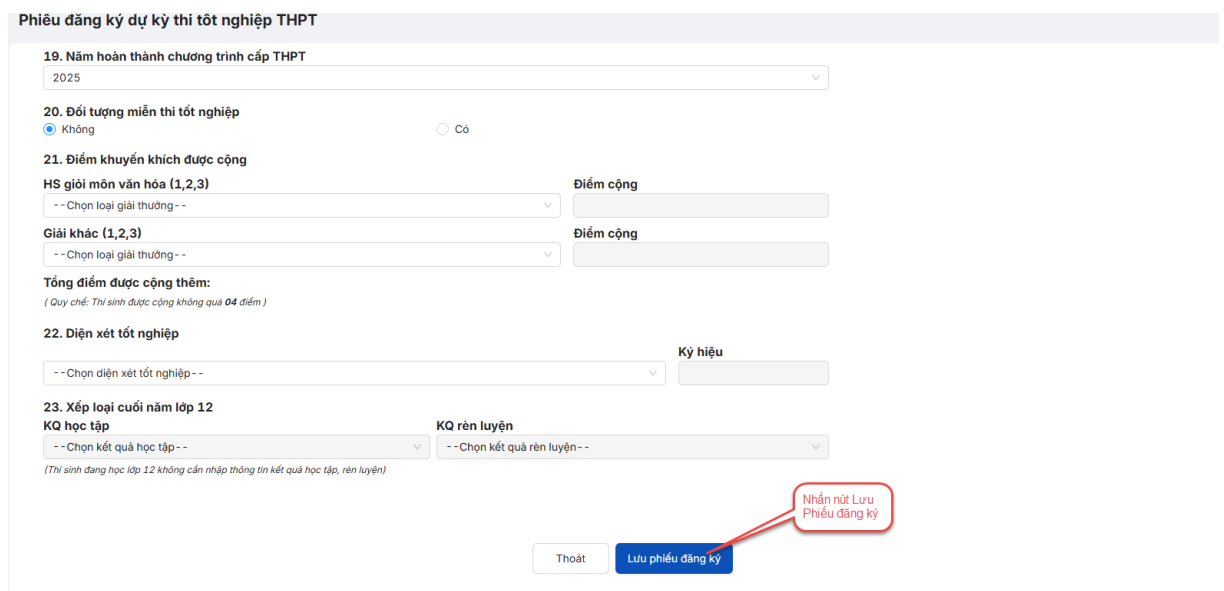 Phiếu đăng ký dự kỳ thi tốt nghiệp THPT
19. Năm hoàn thành chương trình cấp THPT
2025
20. Đối tượng miễn thi tốt nghiệp
Không
Có
21. Điểm khuyến khích được cộng
HS giỏi môn văn hóa (1,2,3)
Điểm cộng
--Chọn loại giải thưởng--
Giải khác (1,2,3)
Điểm cộng
--Chọn loại giải thưởng--
Tổng điểm được cộng thêm:
( Quy chế: Thí sinh được cộng không quá 04 điểm )
22. Diện xét tốt nghiệp
Ký hiệu
--Chọn diện xét tốt nghiệp--
23. Xếp loại cuối năm lớp 12
KQ học tập
KQ rèn luyện
--Chọn kết quả học tập--
--Chọn kết quả rèn luyện--
(Thí sinh đang học lớp 12 không cần nhập thông tin kết quả học tập, rèn luyện)
Nhấn nút Lưu
Phiếu đăng ký
Thoát
Lưu phiếu đăng ký